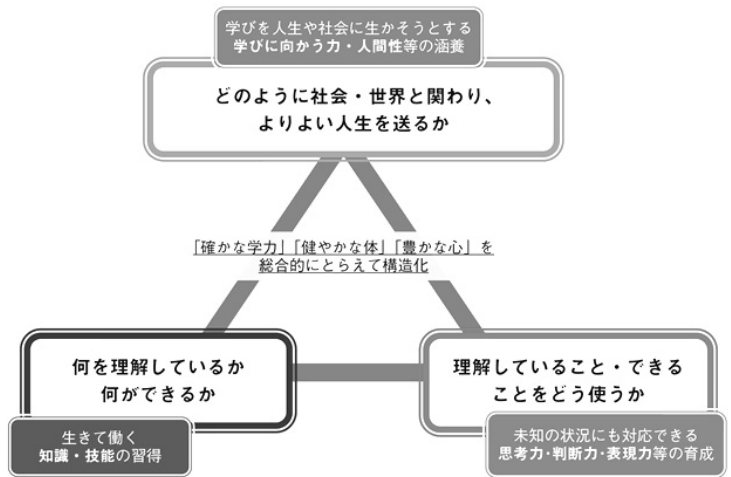 学びを人生や社会に生かそうとする
学びに向かう力・人間性等の涵養
どのように社会・世界と関わり、
よりよい人生を送るか
「確かな学力」「健やかな体」「豊かな心」を
総合的にとらえて構造化
何を理解しているか
何ができるか
生きて働く
知識・技能の習得
理解していること・できる
ことをどう使うか
未知の状況にも対応できる
思考力・判断力・表現力等の育成